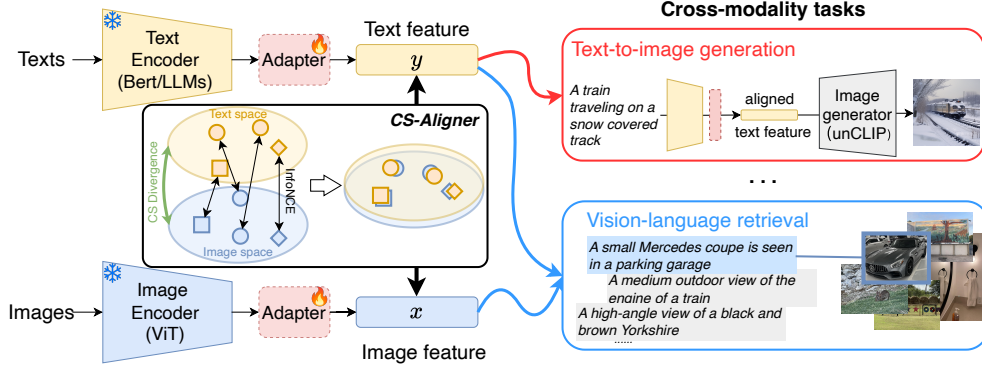 Cross-modality tasks
Texts
Text
Encoder
(Bert/LLMs)
Adapter
Text feature
y
Text-to-image generation
A train
traveling on a
snow covered
track
aligned
text feature
Image
generator
(unCLIP)
CS-Aligner
Text space
CS Divergence
InfoNCE
Image space
...
Vision-language retrieval
A small Mercedes coupe is seen
in a parking garage
A medium outdoor view of the
engine of a train
A high-angle view of a black and
brown Yorkshire
......
Images
Image
Encoder
(ViT)
Adapter
x
Image feature